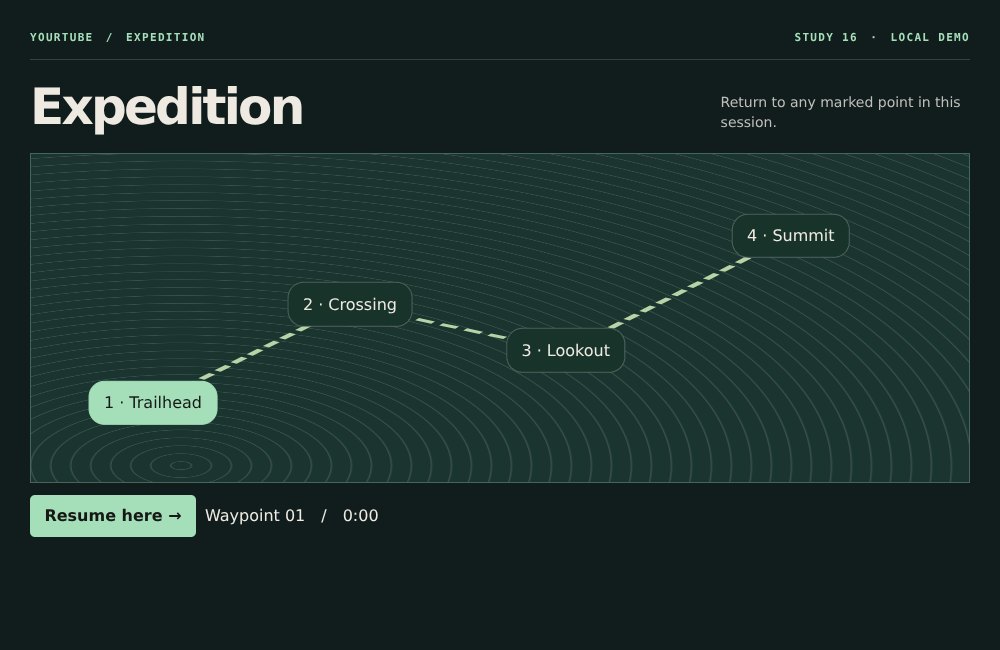 YOURTUBE / EXPEDITION
STUDY 16 · LOCAL DEMO
Expedition
Return to any marked point in this
session.
4 · Summit
2 · Crossing
3 · Lookout
1 · Trailhead
Resume here →
Waypoint 01 / 0:00